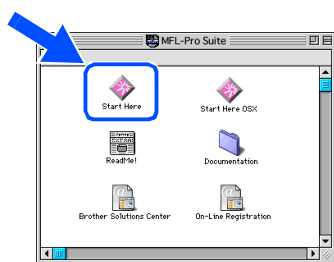 MFL-Pro Suite
Start Here
Start Here OSX
ReadMe!
Documentation
Brother Solutions Center
On-Line Registration